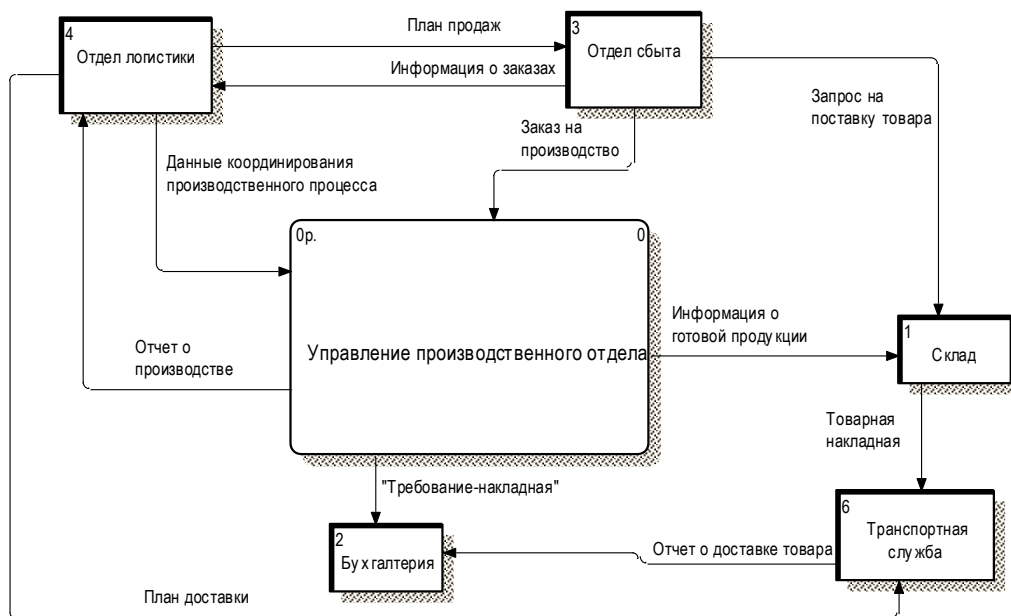 4
Отдел логистики
План продаж
3
Отдел сбыта
Информация о заказах
Запрос на
поставку товара
Заказ на
производство
Данные координирования
производственного процесса
0р.
0
Управление производственного отдела
Информация о
готовой продукции
1
Склад
Отчет о
производстве
Товарная
накладная
"Требование-накладная"
2
Бухгалтерия
Отчет о доставке товара
6
Транспортная
служба
План доставки